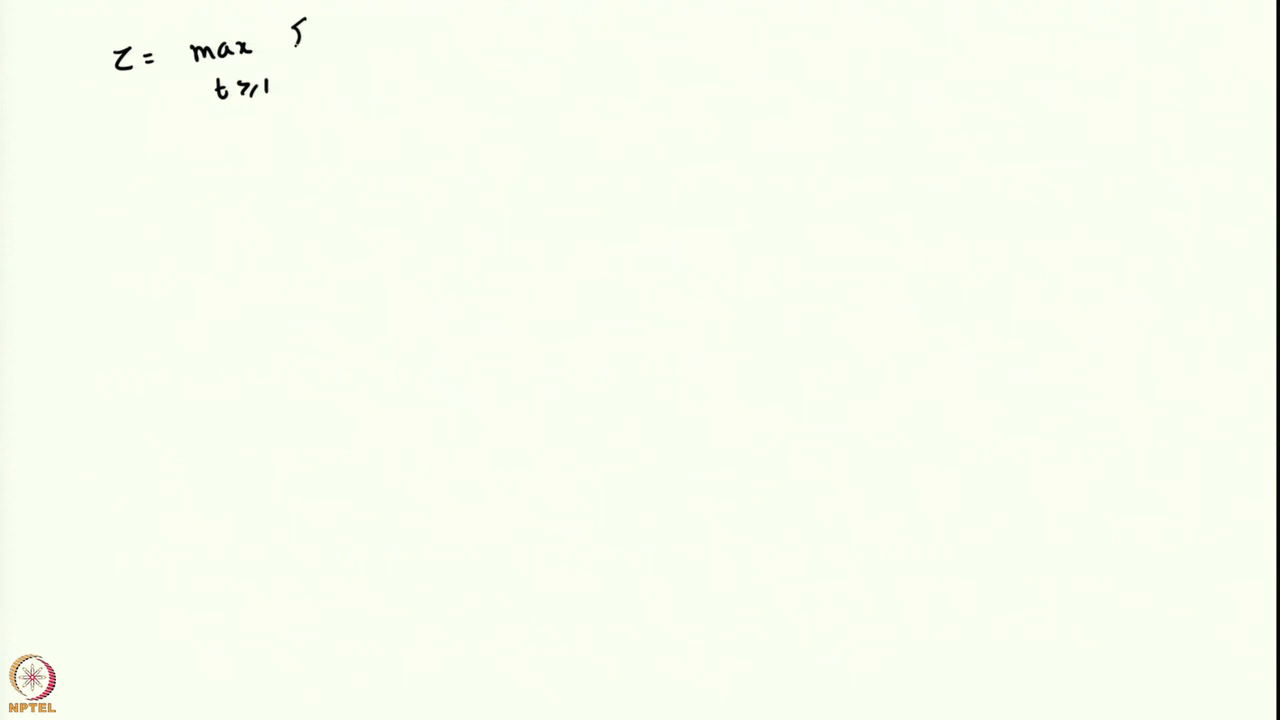 τ = max {
t ≥ 1
NPTEL